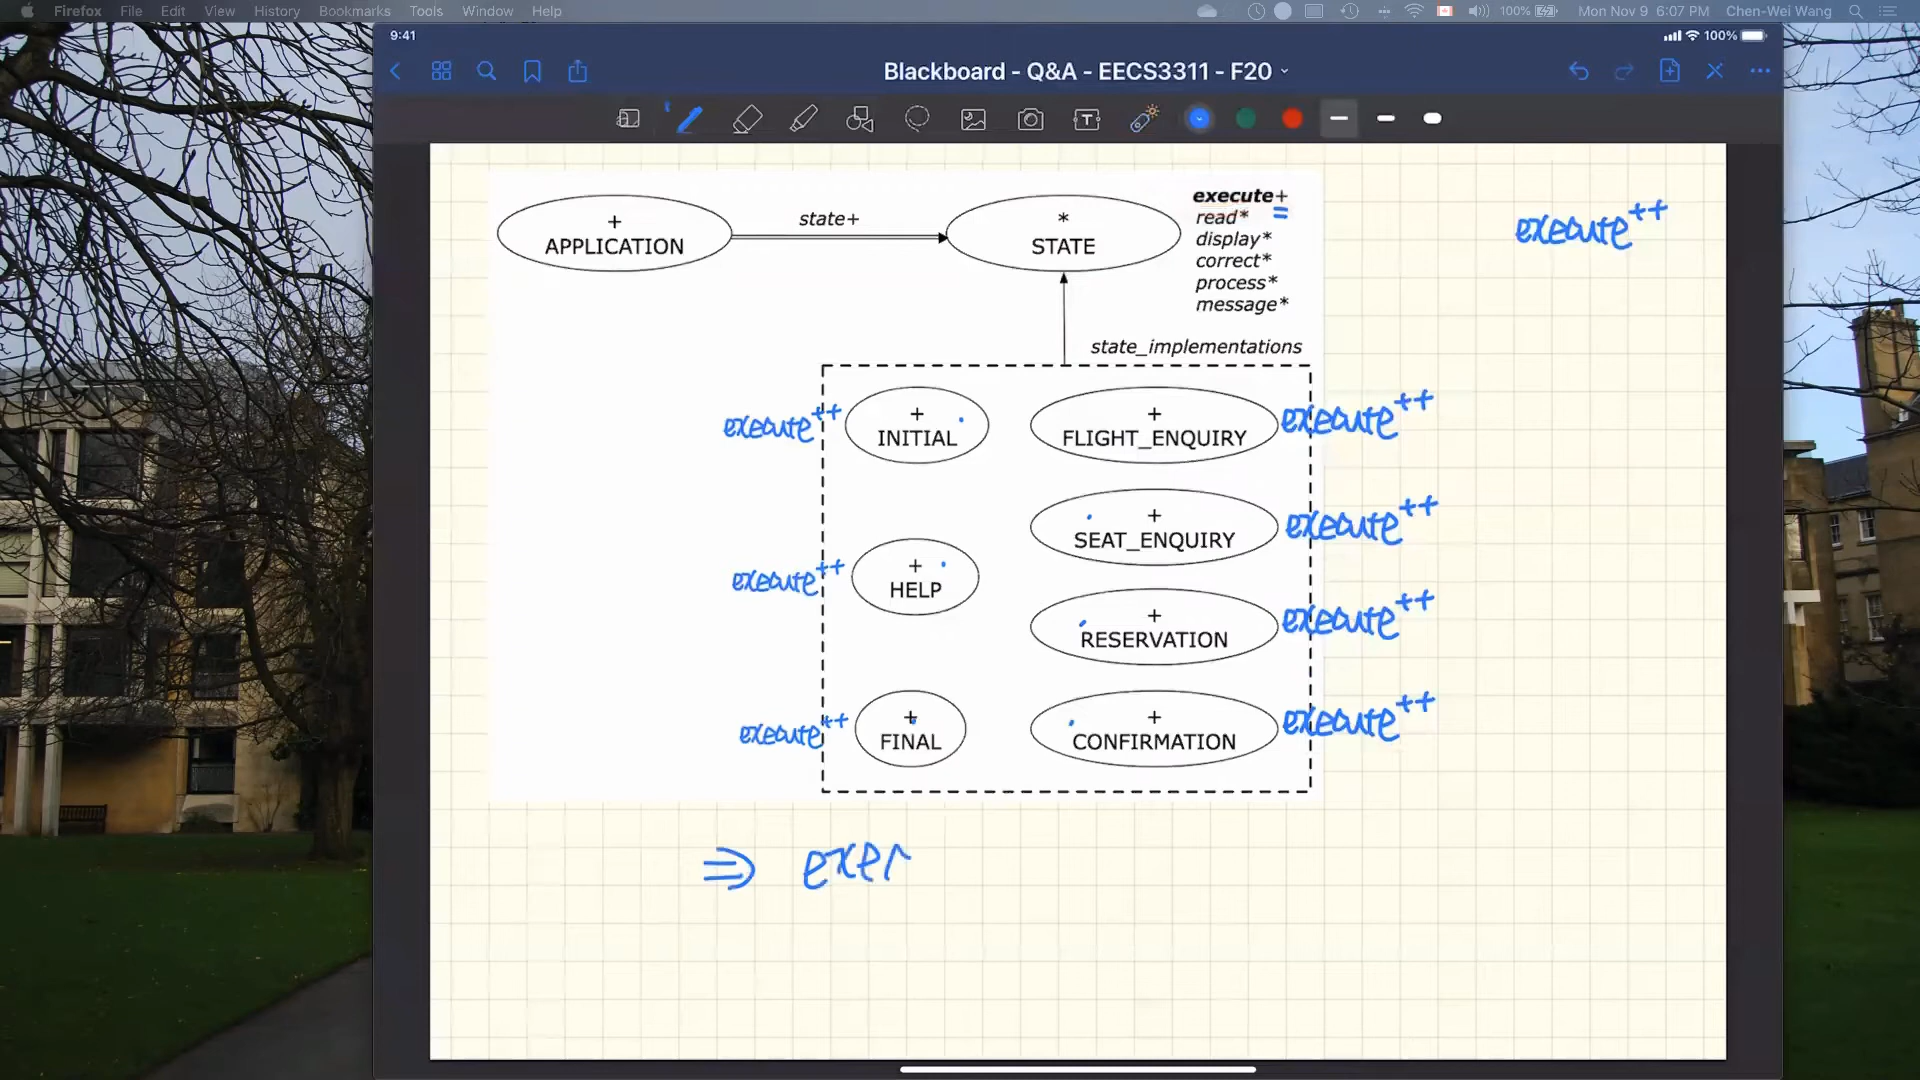 Firefox File Edit View History Bookmarks Tools Window Help 100% Mon Nov 9 6:07 PM Chen-Wei Wang
9:41 100%
Blackboard - Q&A - EECS3311 - F20
+
APPLICATION
state+
*
STATE
execute+
read*
display*
correct*
process*
message*
execute++
state_implementations
execute++
+
INITIAL
+
FLIGHT_ENQUIRY
execute++
+
SEAT_ENQUIRY
execute++
execute++
+
HELP
+
RESERVATION
execute++
execute++
+
FINAL
+
CONFIRMATION
execute++
⇒ exer